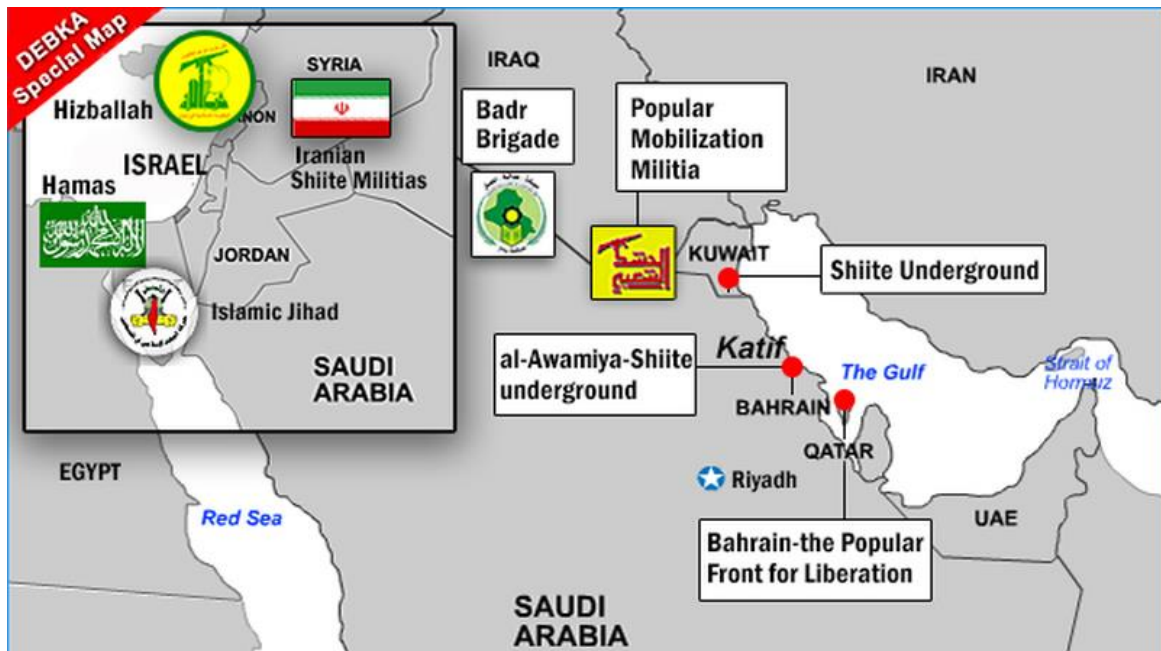 DEBKA
Special Map
Hizballah
SYRIA
NON
IRAQ
IRAN
Badr
Brigade
Popular
Mobilization
Militia
ISRAEL
Iranian
Shiite Militias
Hamas
JORDAN
KUWAIT
Shiite Underground
Islamic Jihad
SAUDI
ARABIA
al-Awamiya-Shiite
underground
Katif
The Gulf
Strait of
Hormuz
BAHRAIN
QATAR
EGYPT
Riyadh
Red Sea
UAE
Bahrain-the Popular
Front for Liberation
SAUDI
ARABIA